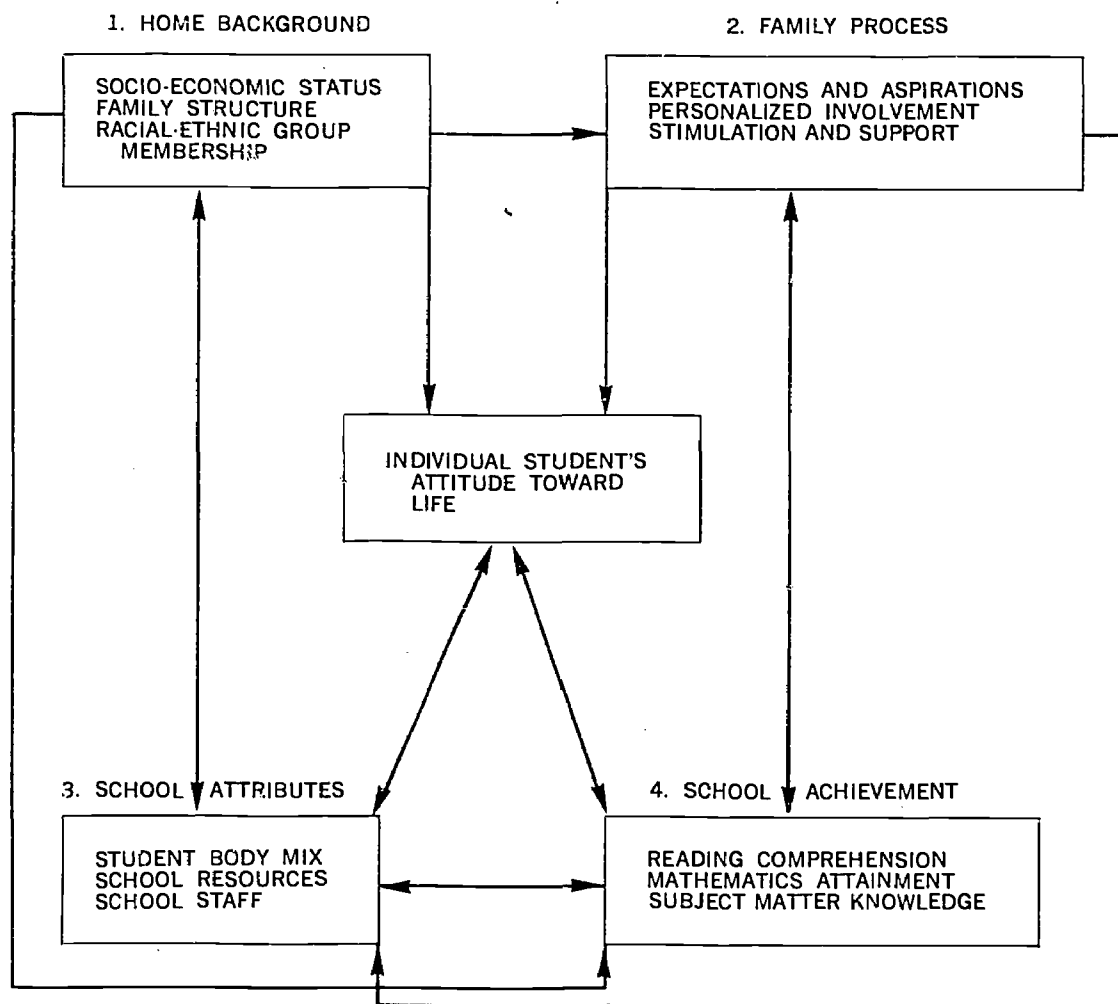 1. HOME BACKGROUND
SOCIO-ECONOMIC STATUS
FAMILY STRUCTURE
RACIAL-ETHNIC GROUP
MEMBERSHIP
2. FAMILY PROCESS
EXPECTATIONS AND ASPIRATIONS
PERSONALIZED INVOLVEMENT
STIMULATION AND SUPPORT
INDIVIDUAL STUDENT'S
ATTITUDE TOWARD
LIFE
3. SCHOOL ATTRIBUTES
STUDENT BODY MIX
SCHOOL RESOURCES
SCHOOL STAFF
4. SCHOOL ACHIEVEMENT
READING COMPREHENSION
MATHEMATICS ATTAINMENT
SUBJECT MATTER KNOWLEDGE